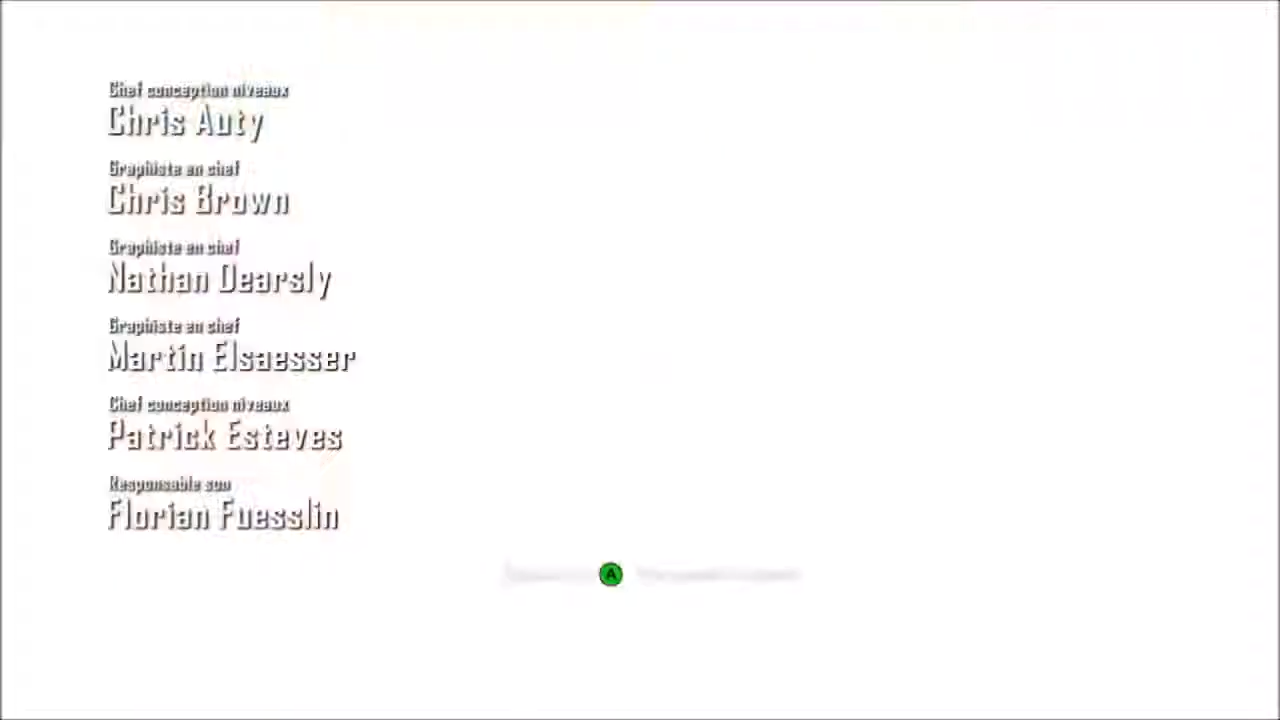 Chef conception niveaux
Chris Auty
Graphiste en chef
Chris Brown
Graphiste en chef
Nathan Dearsly
Graphiste en chef
Martin Elsaesser
Chef conception niveaux
Patrick Esteves
Responsable son
Florian Fuesslin
A